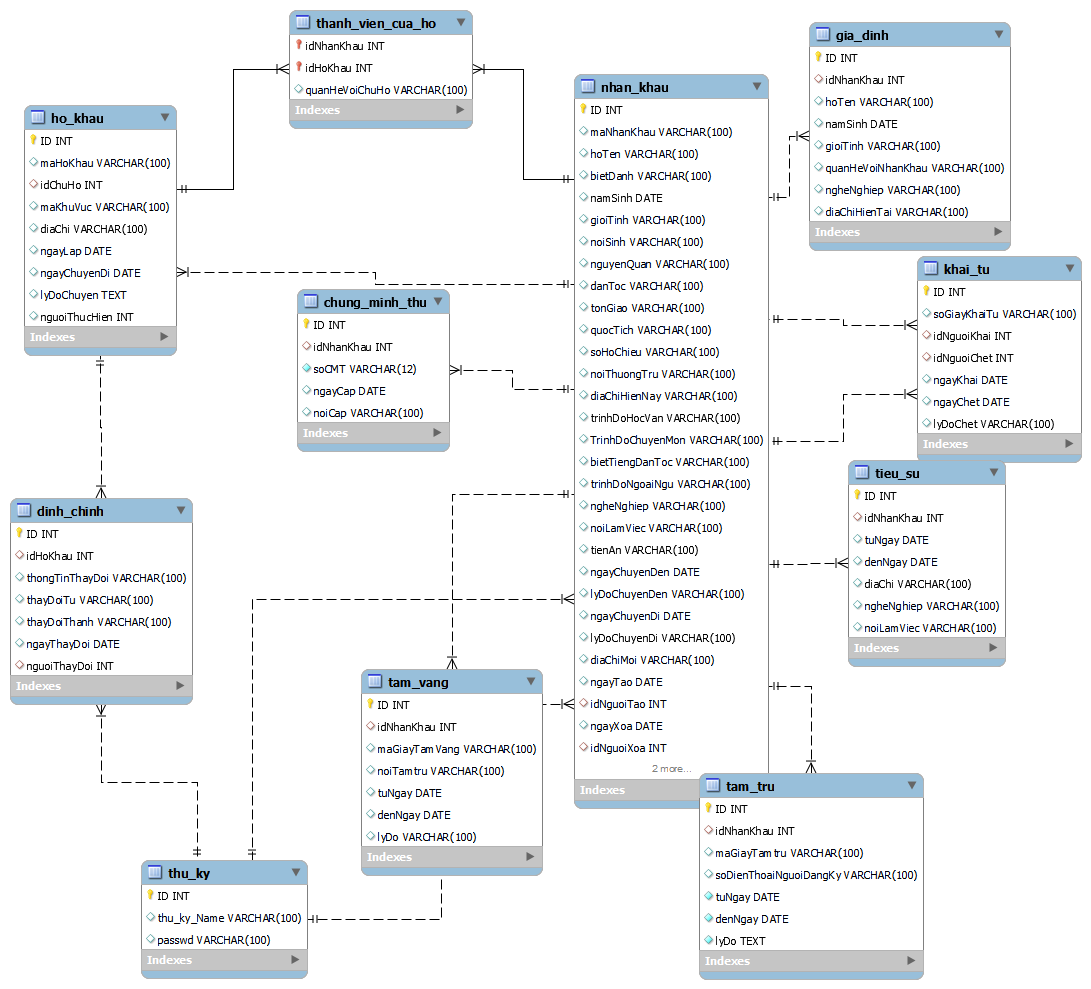 thanh_vien_cua_ho
idNhanKhau INT
idHoKhau INT
quanHeVoiChuHo VARCHAR(100)
Indexes
gia_dinh
ID INT
idNhanKhau INT
hoTen VARCHAR(100)
namSinh DATE
gioiTinh VARCHAR(100)
quanHeVoiNhanKhau VARCHAR(100)
ngheNghiep VARCHAR(100)
diaChiHienTai VARCHAR(100)
Indexes
ho_khau
ID INT
maHoKhau VARCHAR(100)
idChuHo INT
maKhuVuc VARCHAR(100)
diaChi VARCHAR(100)
ngayLap DATE
ngayChuyenDi DATE
lyDoChuyen TEXT
nguoiThucHien INT
Indexes
nhan_khau
ID INT
maNhanKhau VARCHAR(100)
hoTen VARCHAR(100)
bietDanh VARCHAR(100)
namSinh DATE
gioiTinh VARCHAR(100)
noiSinh VARCHAR(100)
nguyenQuan VARCHAR(100)
danToc VARCHAR(100)
tonGiao VARCHAR(100)
quocTich VARCHAR(100)
soHoChieu VARCHAR(100)
noiThuongTru VARCHAR(100)
diaChiHienNay VARCHAR(100)
trinhDoHocVan VARCHAR(100)
TrinhDoChuyenMon VARCHAR(100)
bietTiengDanToc VARCHAR(100)
trinhDoNgoaiNgu VARCHAR(100)
ngheNghiep VARCHAR(100)
noiLamViec VARCHAR(100)
tienAn VARCHAR(100)
ngayChuyenDen DATE
lyDoChuyenDen VARCHAR(100)
ngayChuyenDi DATE
lyDoChuyenDi VARCHAR(100)
diaChiMoi VARCHAR(100)
ngayTao DATE
idNguoiTao INT
ngayXoa DATE
idNguoiXoa INT
2 more...
Indexes
khai_tu
ID INT
soGiayKhaiTu VARCHAR(100)
idNguoiKhai INT
idNguoiChet INT
ngayKhai DATE
ngayChet DATE
lyDoChet VARCHAR(100)
Indexes
chung_minh_thu
ID INT
idNhanKhau INT
soCMT VARCHAR(12)
ngayCap DATE
noiCap VARCHAR(100)
Indexes
tieu_su
ID INT
idNhanKhau INT
tuNgay DATE
denNgay DATE
diaChi VARCHAR(100)
ngheNghiep VARCHAR(100)
noiLamViec VARCHAR(100)
Indexes
dinh_chinh
ID INT
idHoKhau INT
thongTinThayDoi VARCHAR(100)
thayDoiTu VARCHAR(100)
thayDoiThanh VARCHAR(100)
ngayThayDoi DATE
nguoiThayDoi INT
Indexes
tam_vang
ID INT
idNhanKhau INT
maGiayTamVang VARCHAR(100)
noiTamtru VARCHAR(100)
tuNgay DATE
denNgay DATE
lyDo VARCHAR(100)
Indexes
tam_tru
ID INT
idNhanKhau INT
maGiayTamtru VARCHAR(100)
soDienThoaiNguoiDangKy VARCHAR(100)
tuNgay DATE
denNgay DATE
lyDo TEXT
Indexes
thu_ky
ID INT
thu_ky_Name VARCHAR(100)
passwd VARCHAR(100)
Indexes